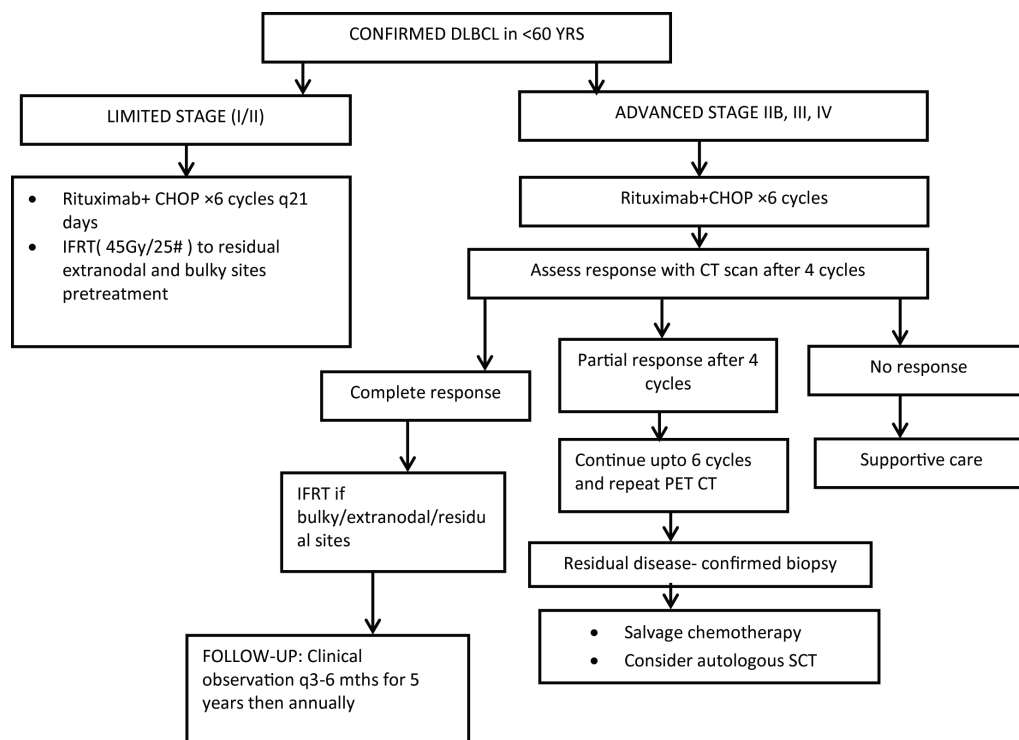 CONFIRMED DLBCL in <60 YRS
LIMITED STAGE (I/II)
ADVANCED STAGE IIB, III, IV
• Rituximab+ CHOP ×6 cycles q21
days
• IFRT( 45Gy/25# ) to residual
extranodal and bulky sites
pretreatment
Rituximab+CHOP ×6 cycles
Assess response with CT scan after 4 cycles
Complete response
Partial response after 4
cycles
No response
IFRT if
bulky/extranodal/residu
al sites
Continue upto 6 cycles
and repeat PET CT
Supportive care
Residual disease- confirmed biopsy
• Salvage chemotherapy
• Consider autologous SCT
FOLLOW-UP: Clinical
observation q3-6 mths for 5
years then annually